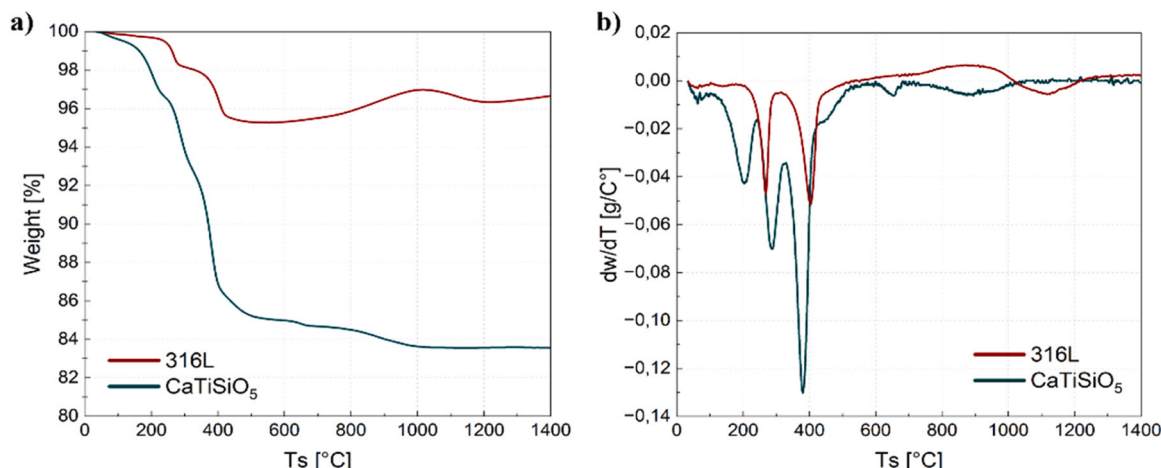 a)
100
98
96
94
92
90
88
86
84
82
80
Weight [%]
0 200 400 600 800 1000 1200 1400
Ts [°C]
316L
CaTiSiO₅
b)
0,02
0,00
−0,02
−0,04
−0,06
−0,08
−0,10
−0,12
−0,14
dw/dT [g/C°]
0 200 400 600 800 1000 1200 1400
Ts [°C]
316L
CaTiSiO₅